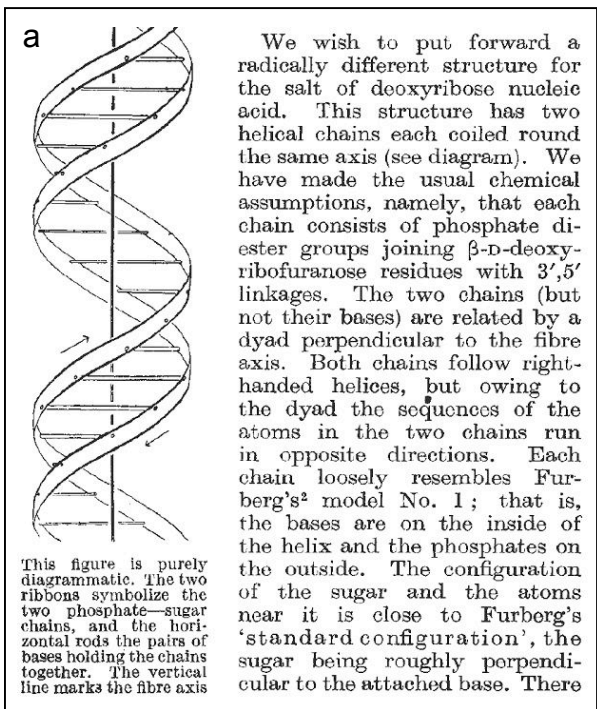 a
This figure is purely
diagrammatic. The two
ribbons symbolize the
two phosphate—sugar
chains, and the hori-
zontal rods the pairs of
bases holding the chains
together. The vertical
line marks the fibre axis
We wish to put forward a
radically different structure for
the salt of deoxyribose nucleic
acid. This structure has two
helical chains each coiled round
the same axis (see diagram). We
have made the usual chemical
assumptions, namely, that each
chain consists of phosphate di-
ester groups joining β-D-deoxy-
ribofuranose residues with 3′,5′
linkages. The two chains (but
not their bases) are related by a
dyad perpendicular to the fibre
axis. Both chains follow right-
handed helices, but owing to
the dyad the sequences of the
atoms in the two chains run
in opposite directions. Each
chain loosely resembles Fur-
berg's² model No. 1; that is,
the bases are on the inside of
the helix and the phosphates on
the outside. The configuration
of the sugar and the atoms
near it is close to Furberg's
'standard configuration', the
sugar being roughly perpendi-
cular to the attached base. There